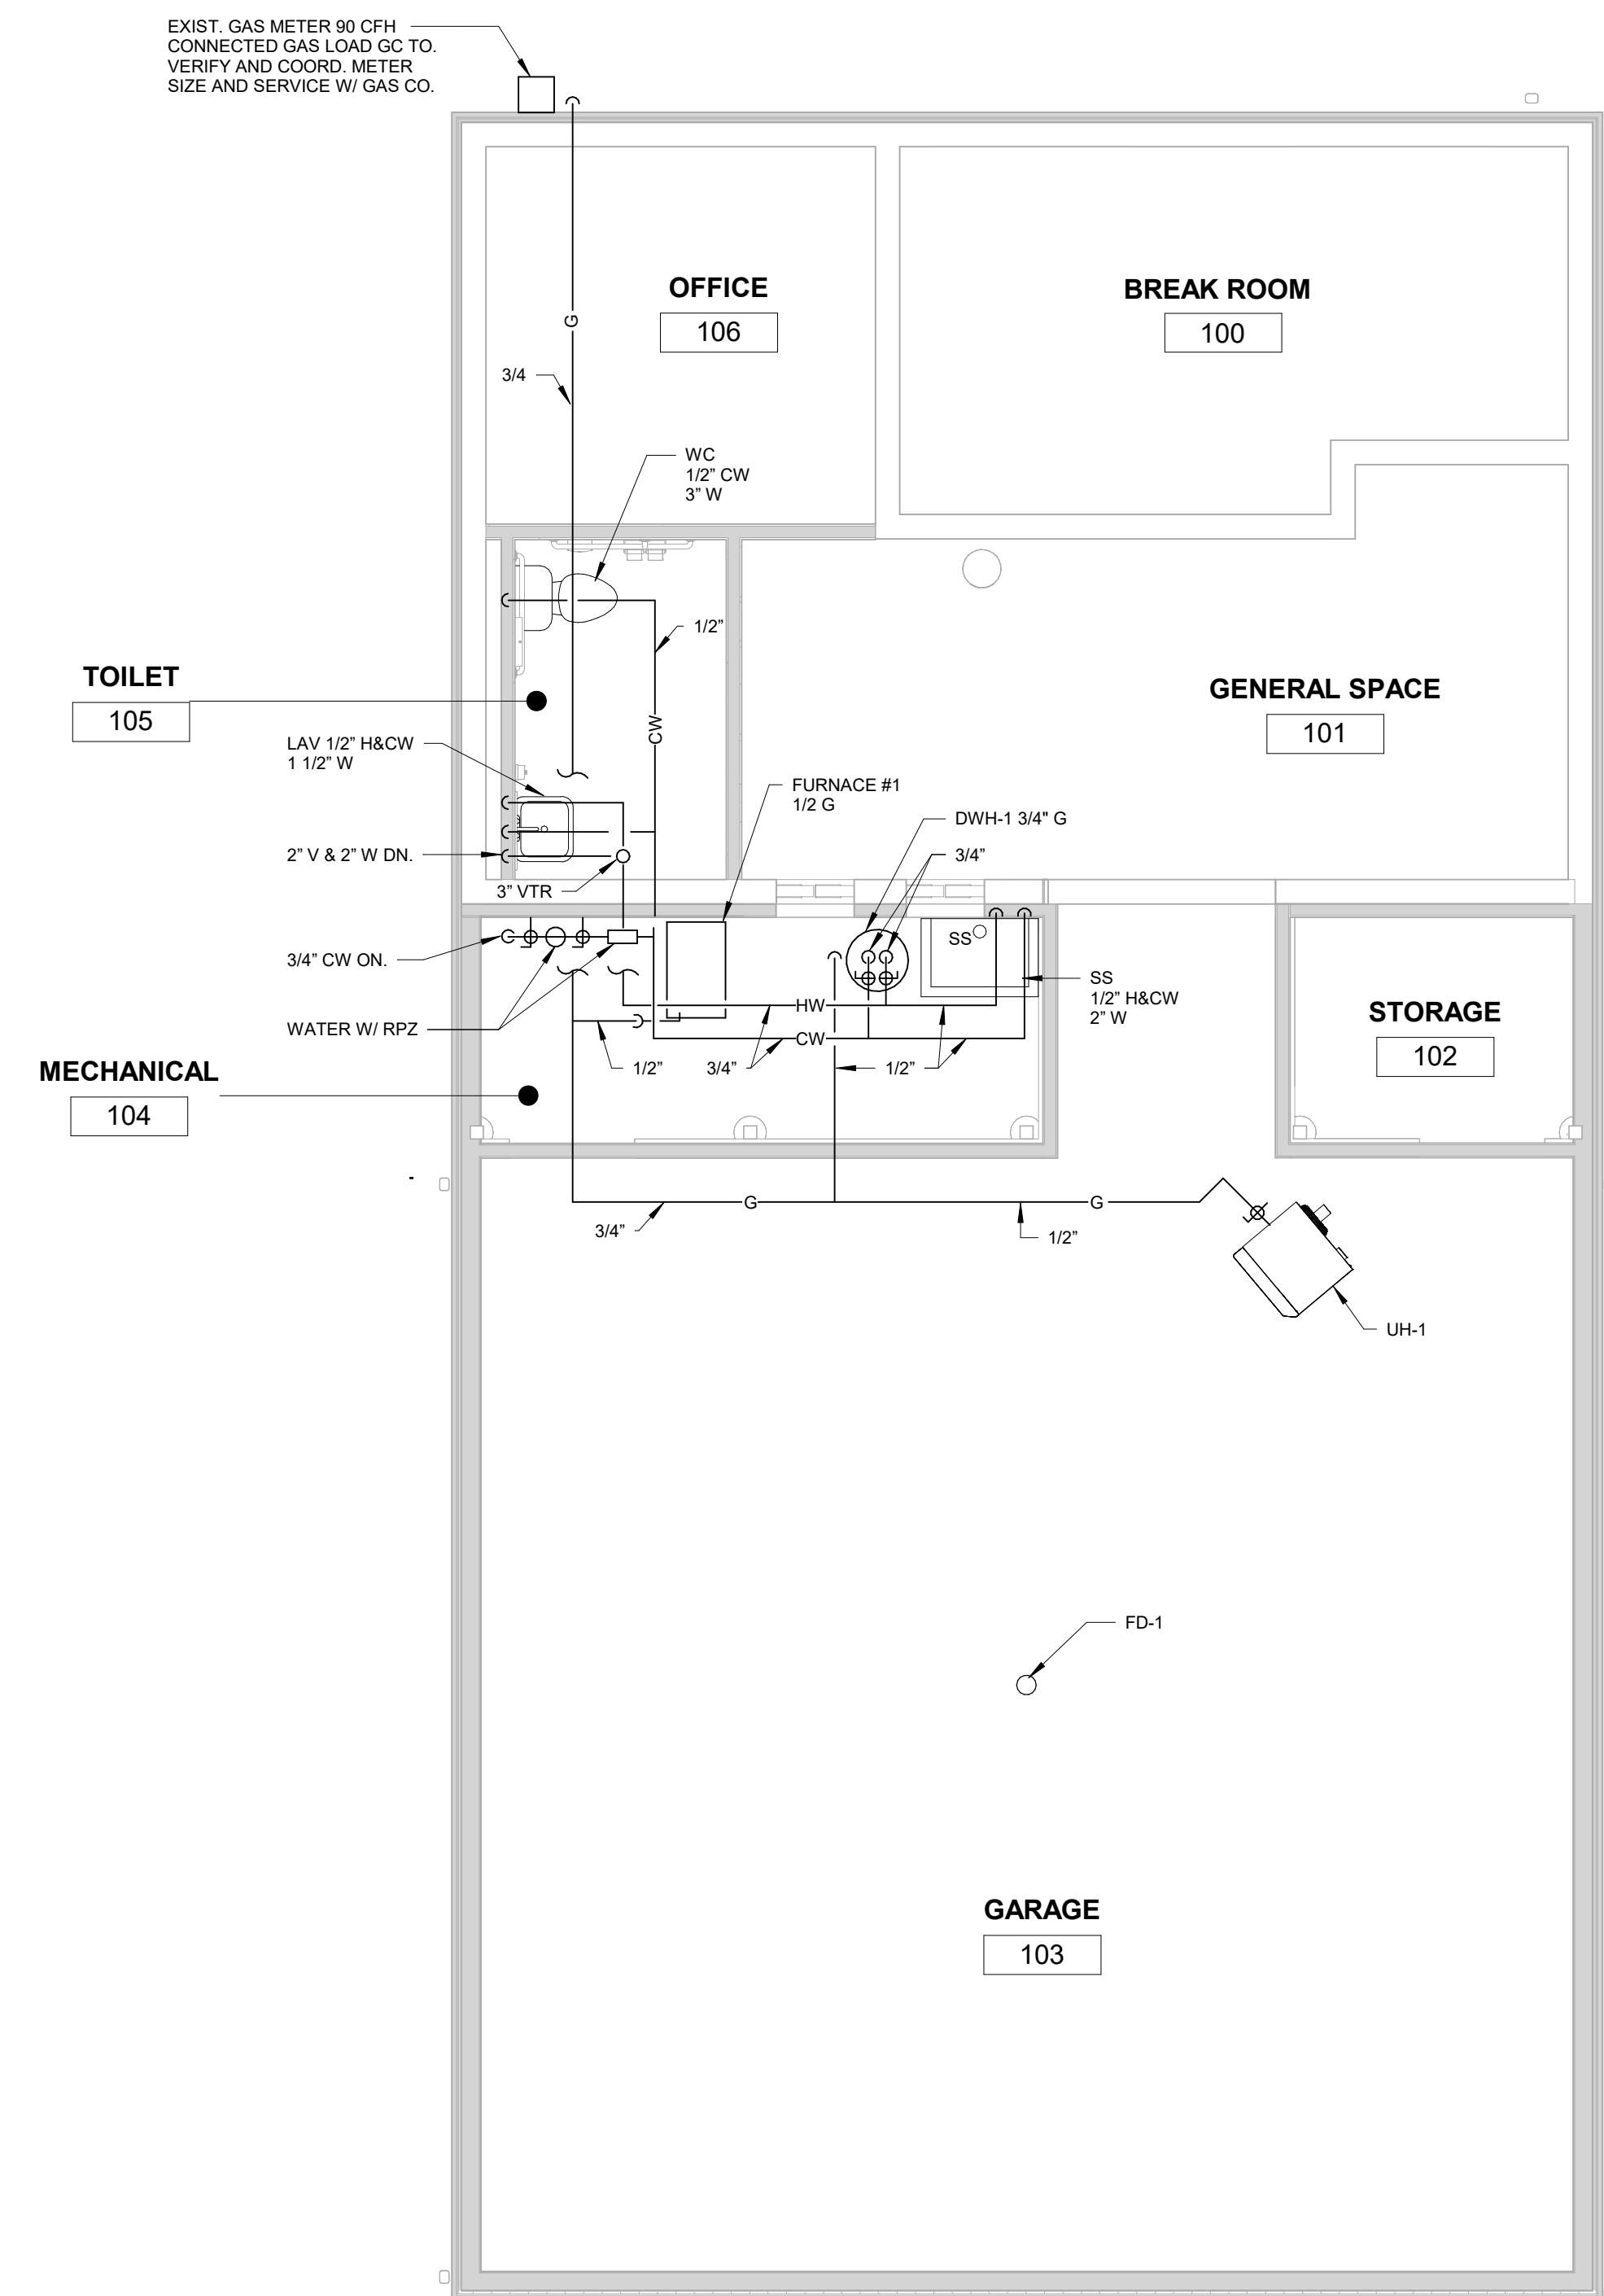 EXIST. GAS METER 90 CFH
CONNECTED GAS LOAD GC TO.
VERIFY AND COORD. METER
SIZE AND SERVICE W/ GAS CO.
OFFICE
106
BREAK ROOM
100
G
3/4
WC
1/2” CW
3” W
1/2”
TOILET
105
GENERAL SPACE
101
CW
LAV 1/2” H&CW
1 1/2” W
FURNACE #1
1/2 G
DWH-1 3/4" G
3/4”
2” V & 2” W DN.
3” VTR
3/4” CW ON.
SS
SS
1/2” H&CW
2” W
HW
WATER W/ RPZ
CW
STORAGE
102
1/2”
3/4”
1/2”
MECHANICAL
104
G
G
3/4”
1/2”
UH-1
FD-1
GARAGE
103